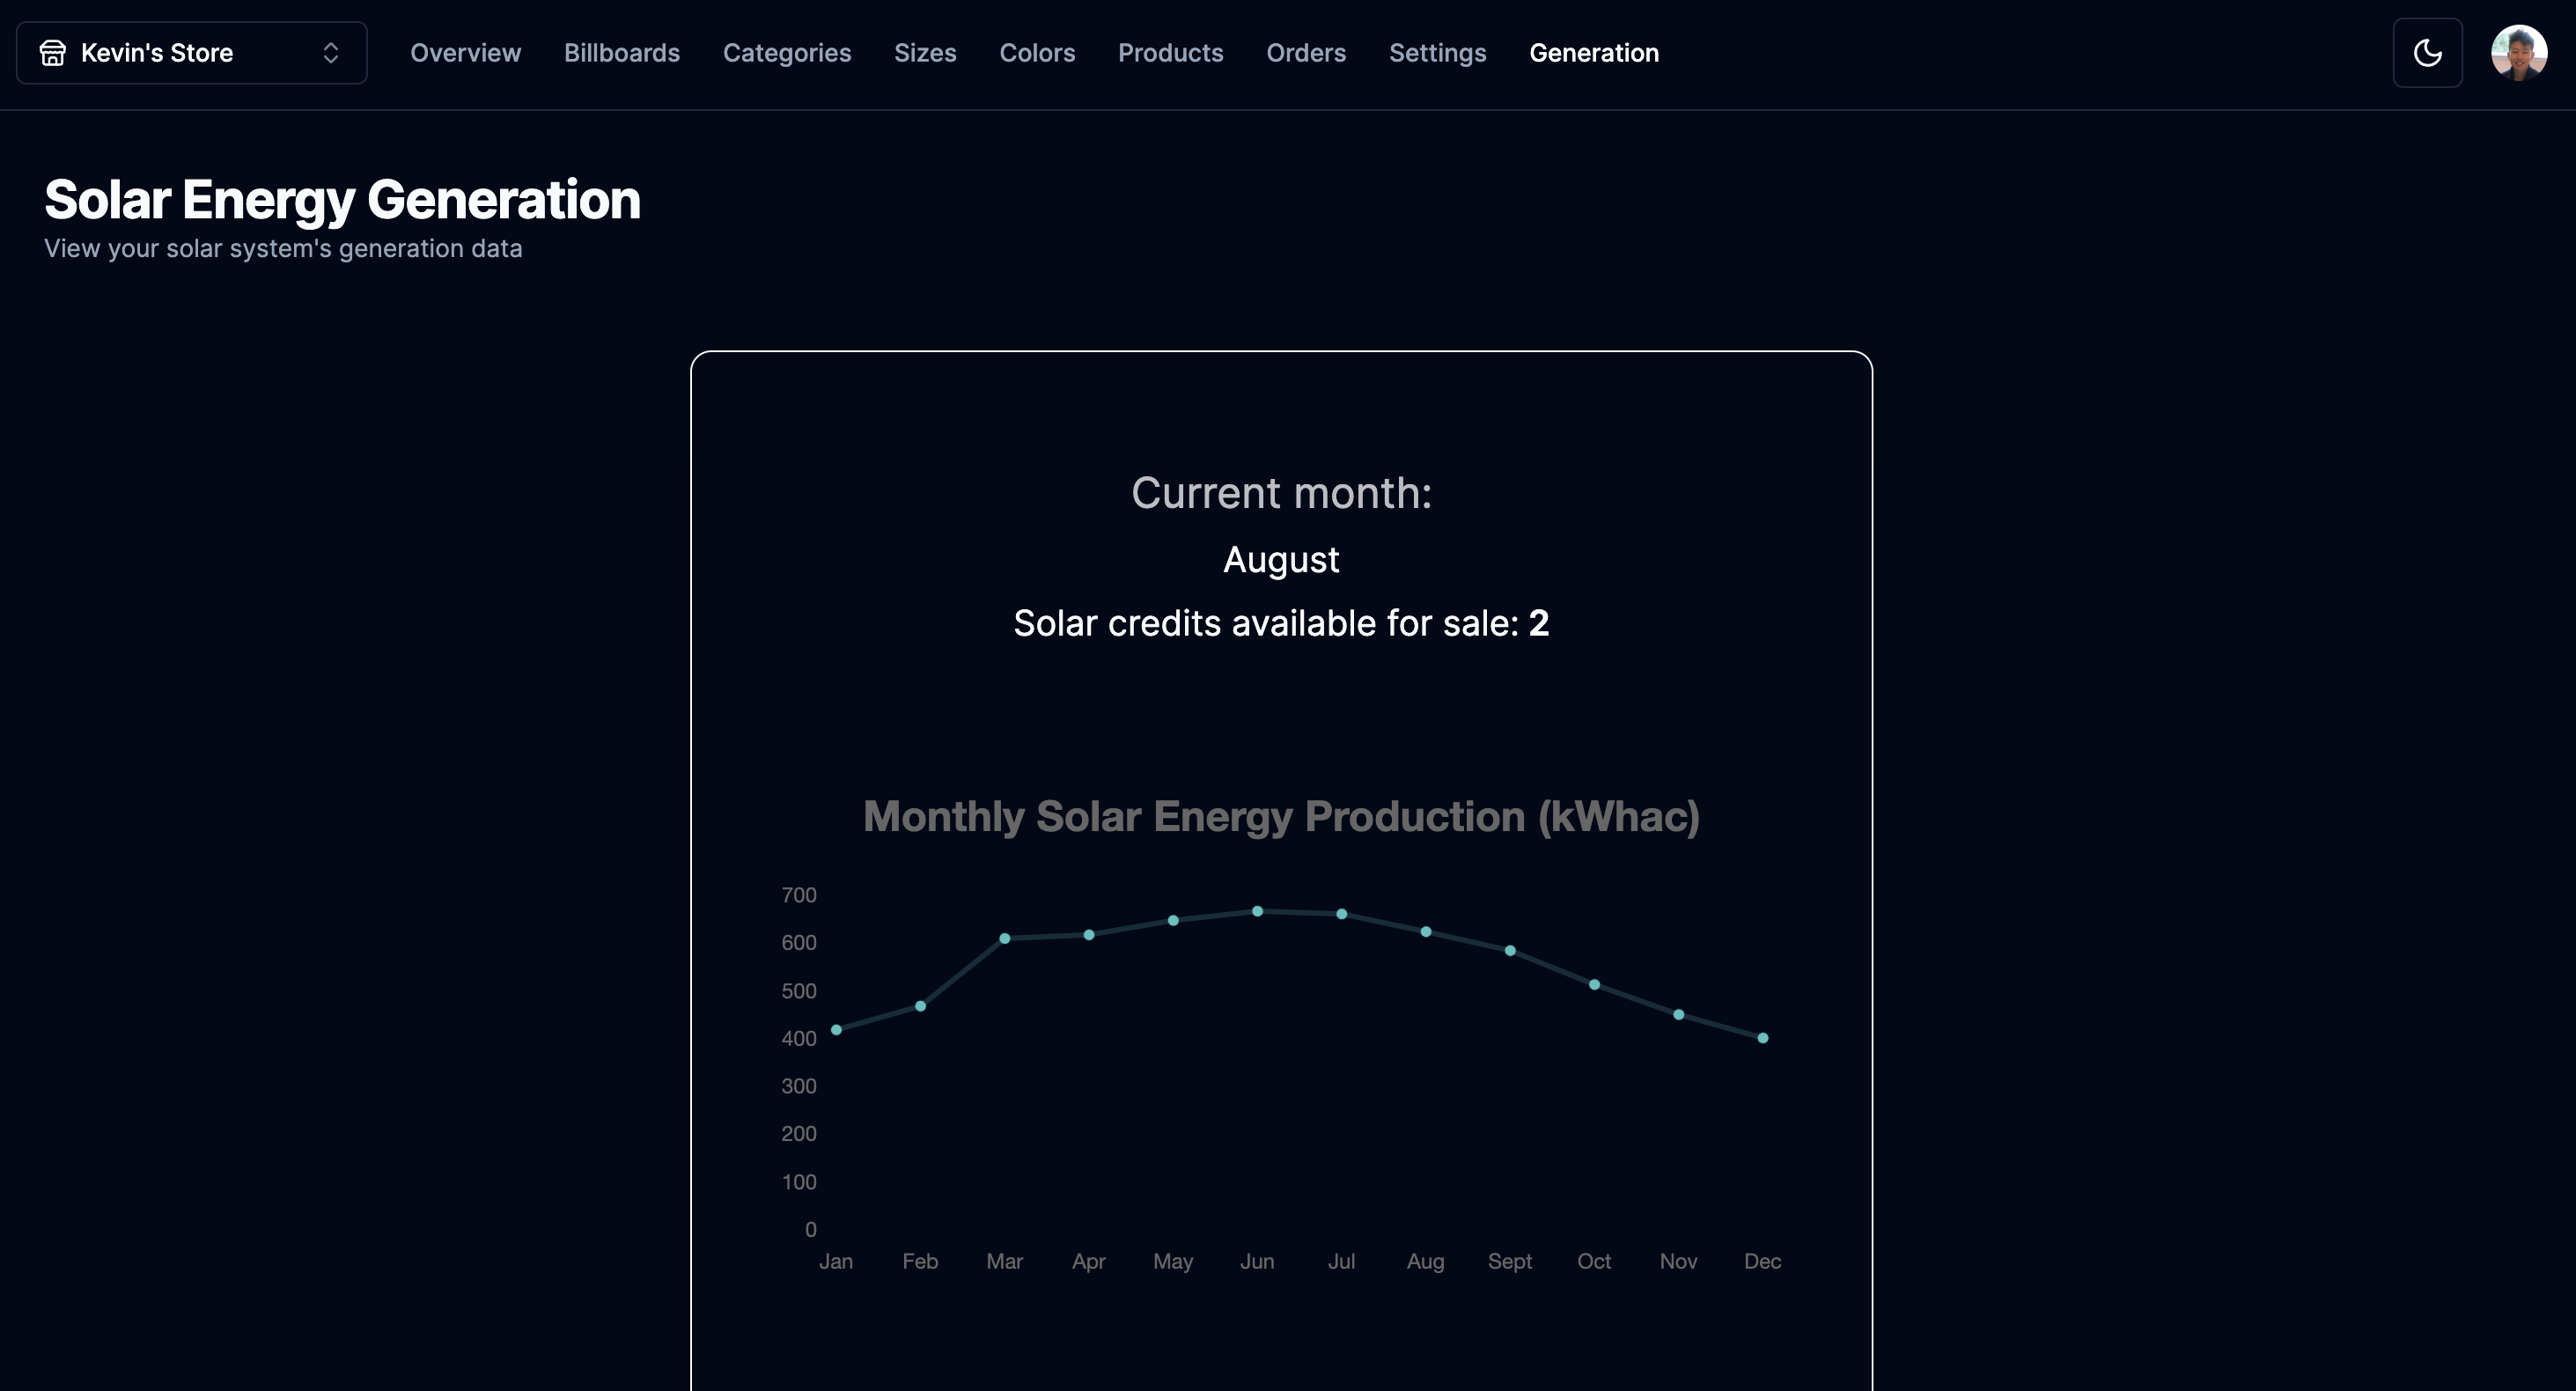 Kevin's Store Overview Billboards Categories Sizes Colors Products Orders Settings Generation
Solar Energy Generation
View your solar system's generation data
Current month:
August
Solar credits available for sale: 2
Monthly Solar Energy Production (kWhac)
700
600
500
400
300
200
100
0
Jan Feb Mar Apr May Jun Jul Aug Sept Oct Nov Dec